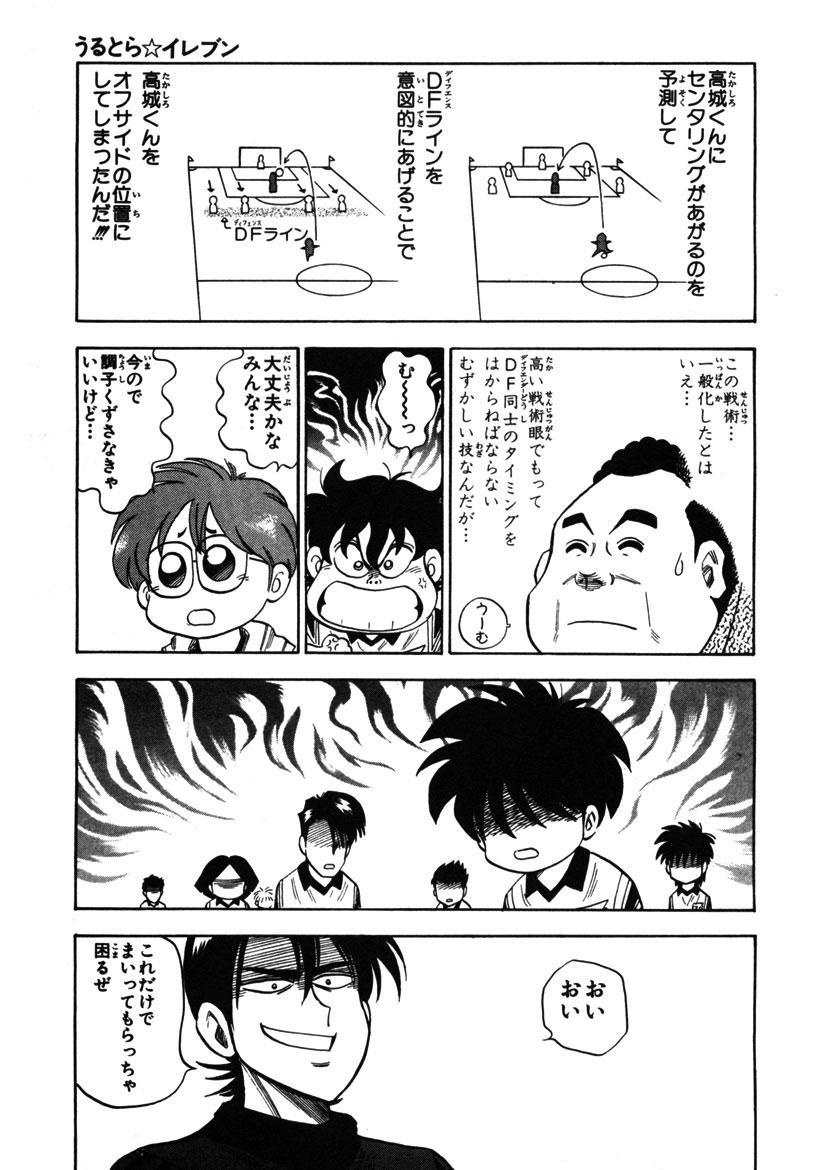 うるとら☆イレブン
高城くんに
センタリングがあがるのを
予測して
DFラインを
意図的にあげることで
DFライン
高城くんを
オフサイドの位置に
してしまったんだ!!!
この戦術…
一般化したとは
いえ…
高い戦術眼でもって
DF同士のタイミングを
はからねばならない
むずかしい技なんだが…
うーむ
む〜〜〜っ
大丈夫かな
みんな…
今ので
調子くずさなきゃ
いいけど…
おい
おい
これだけで
まいってもらっちゃ
困るぜ